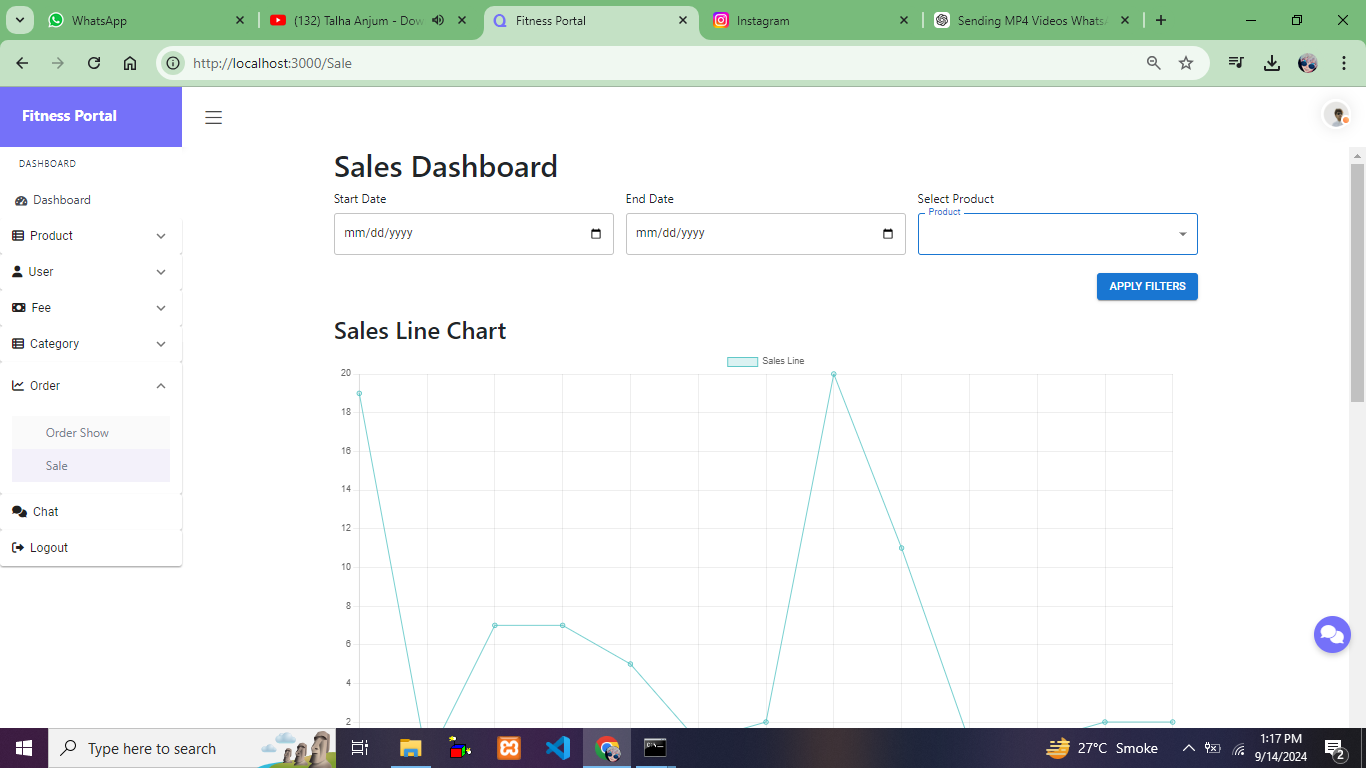 WhatsApp
(132) Talha Anjum - Dow
Fitness Portal
Instagram
Sending MP4 Videos Whats
http://localhost:3000/Sale
Fitness Portal
DASHBOARD
Dashboard
Product
User
Fee
Category
Order
Order Show
Sale
Chat
Logout
Sales Dashboard
Start Date
End Date
Select Product
mm/dd/yyyy
mm/dd/yyyy
Product
APPLY FILTERS
Sales Line Chart
Sales Line
20
18
16
14
12
10
8
6
4
2
Type here to search
27°C Smoke
1:17 PM
9/14/2024
2